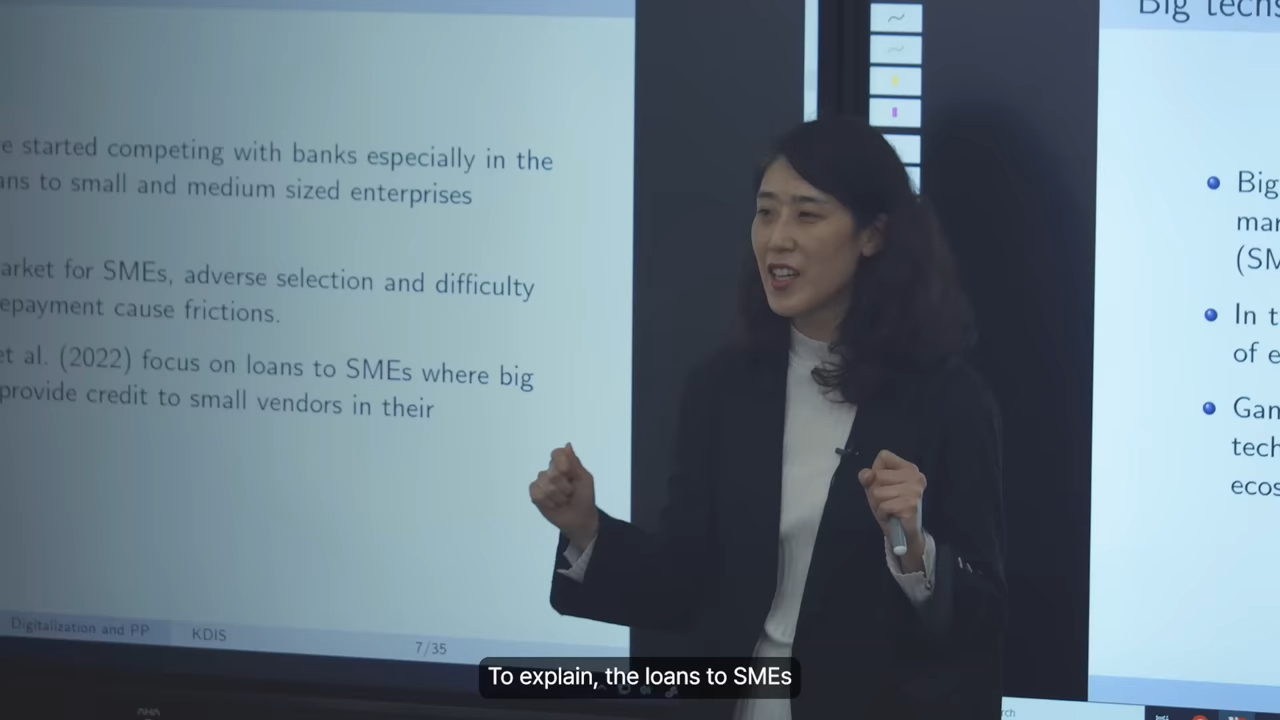 e started competing with banks especially in the
ans to small and medium sized enterprises
arket for SMEs, adverse selection and difficulty
epayment cause frictions.
et al. (2022) focus on loans to SMEs where big
provide credit to small vendors in their
Digitalization and PP KDIS 7/35
Big techs
Big
mar
(SM
In t
of e
Gan
tech
ecos
To explain, the loans to SMEs
AHA
rch